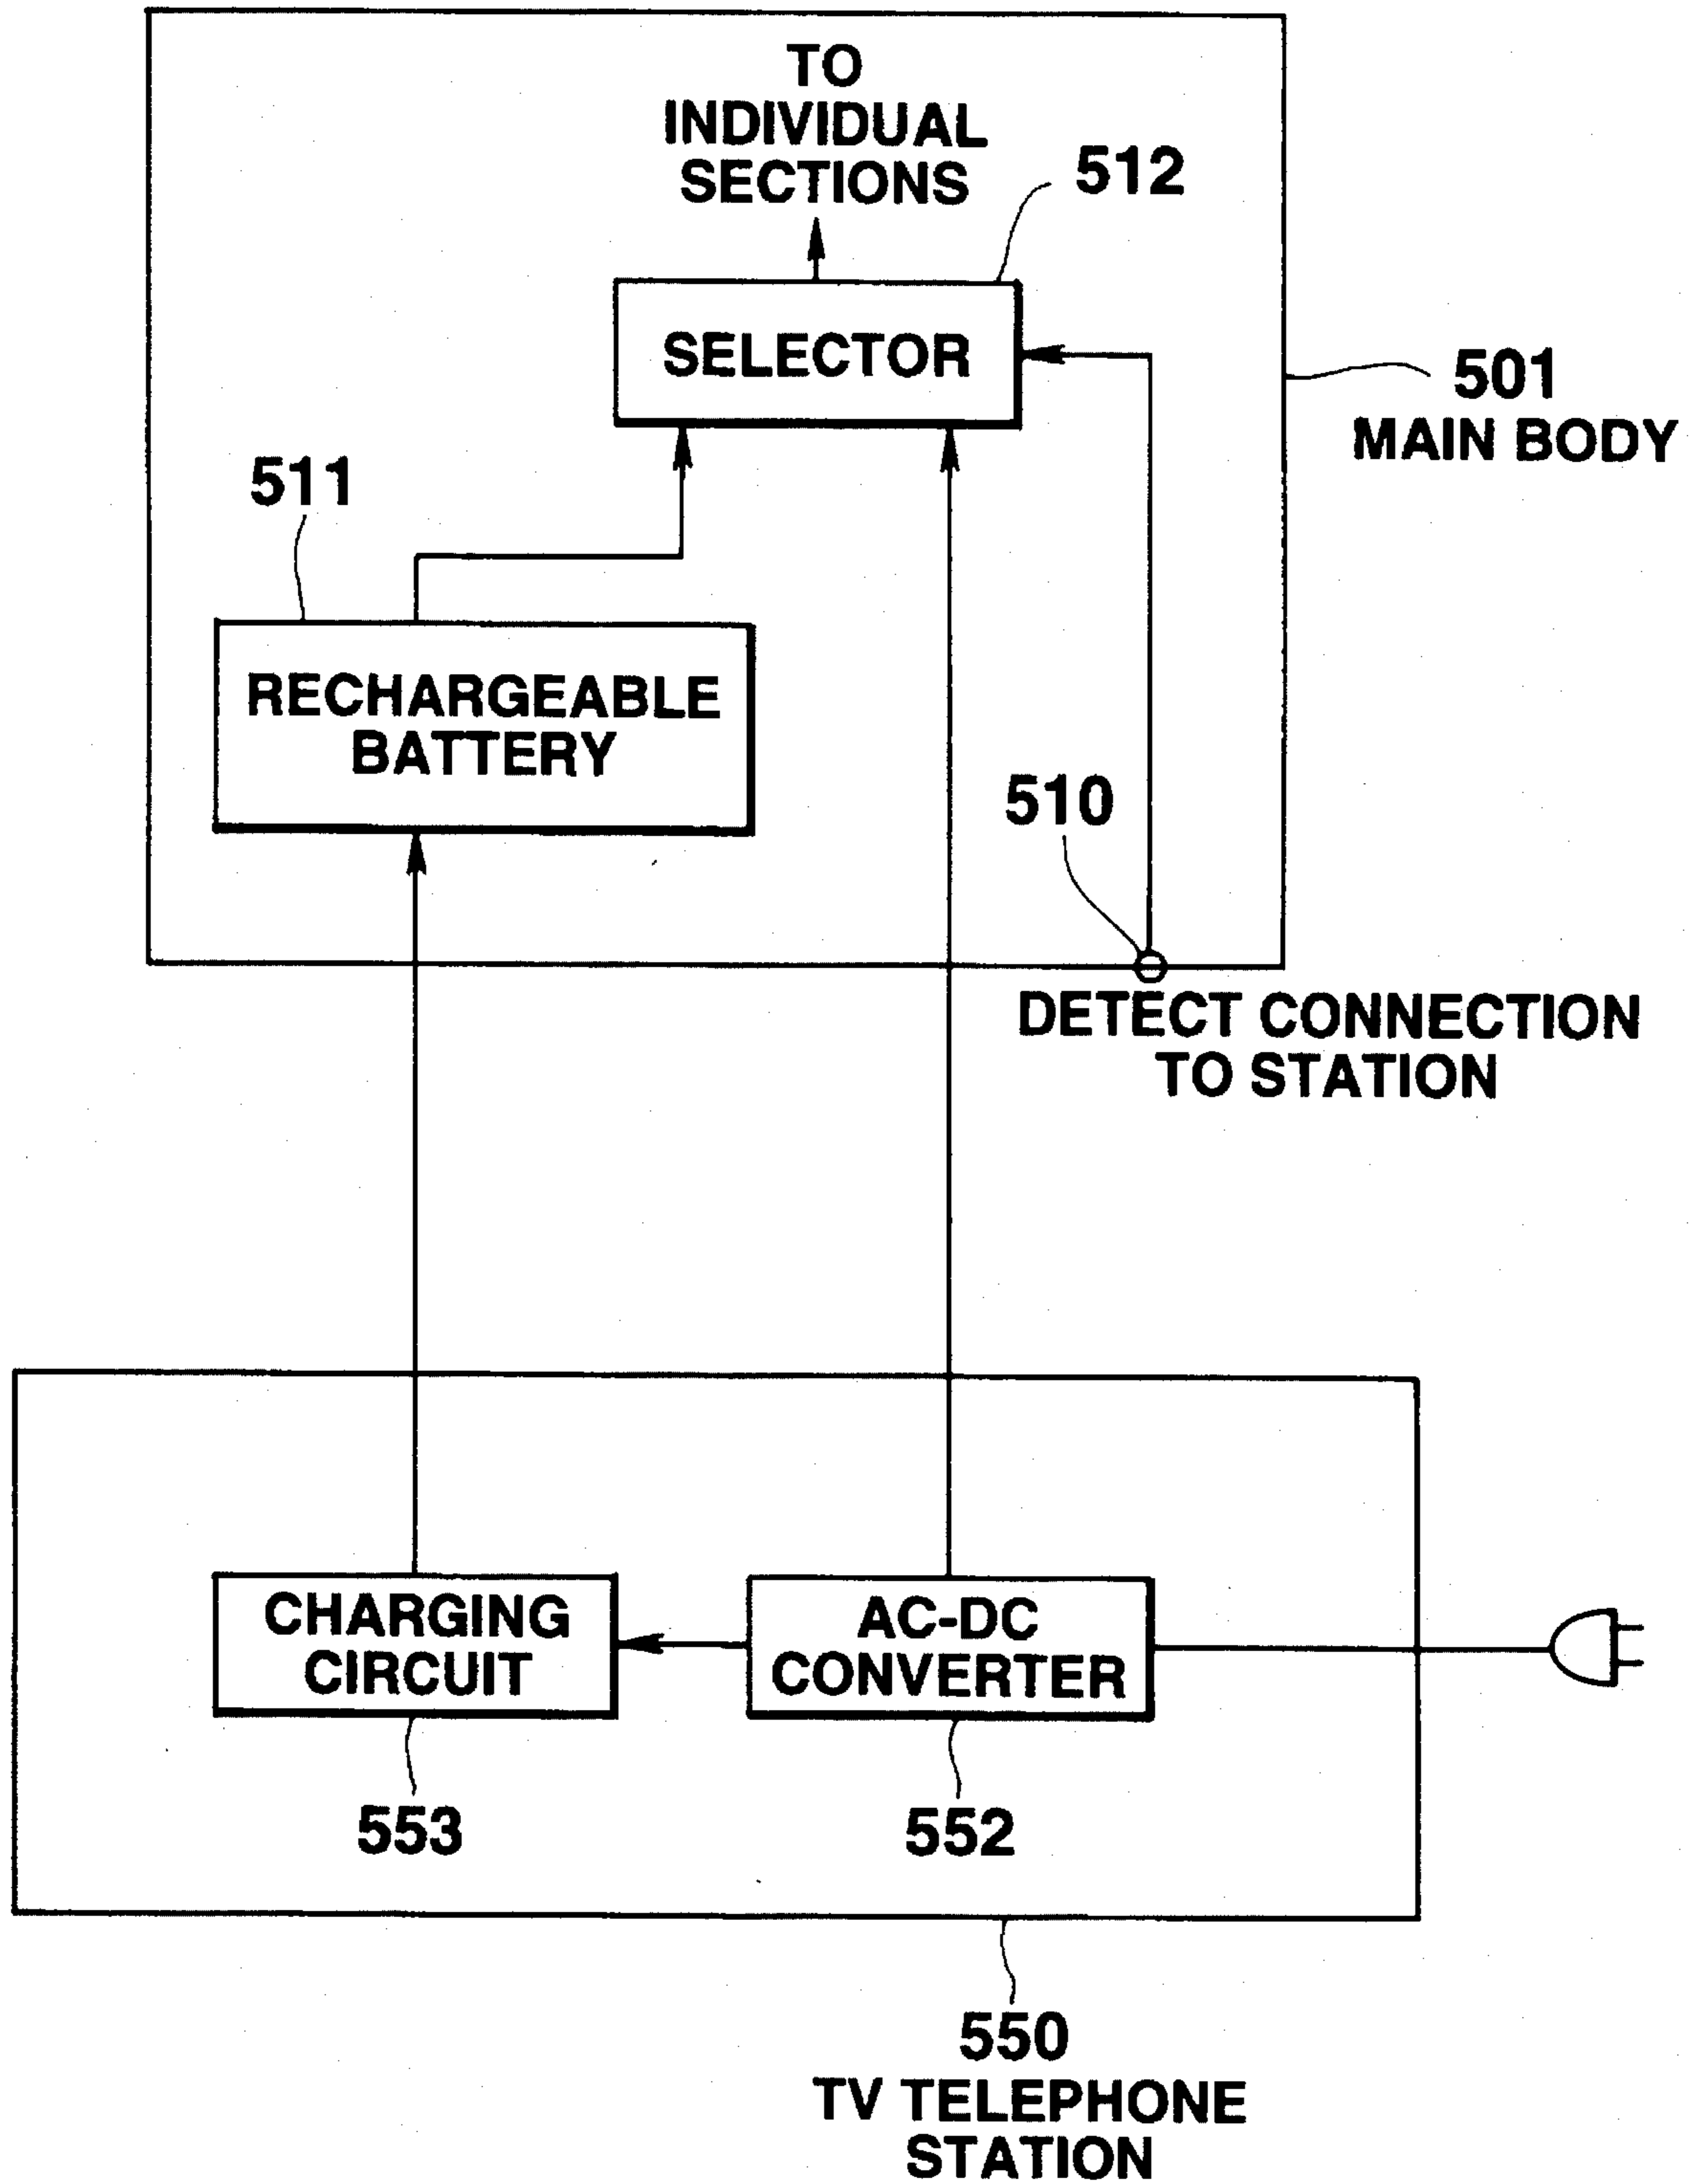 TO
INDIVIDUAL
SECTIONS
512
SELECTOR
501
MAIN BODY
511
RECHARGEABLE
BATTERY
510
DETECT CONNECTION
TO STATION
CHARGING
CIRCUIT
AC-DC
CONVERTER
553
552
550
TV TELEPHONE
STATION